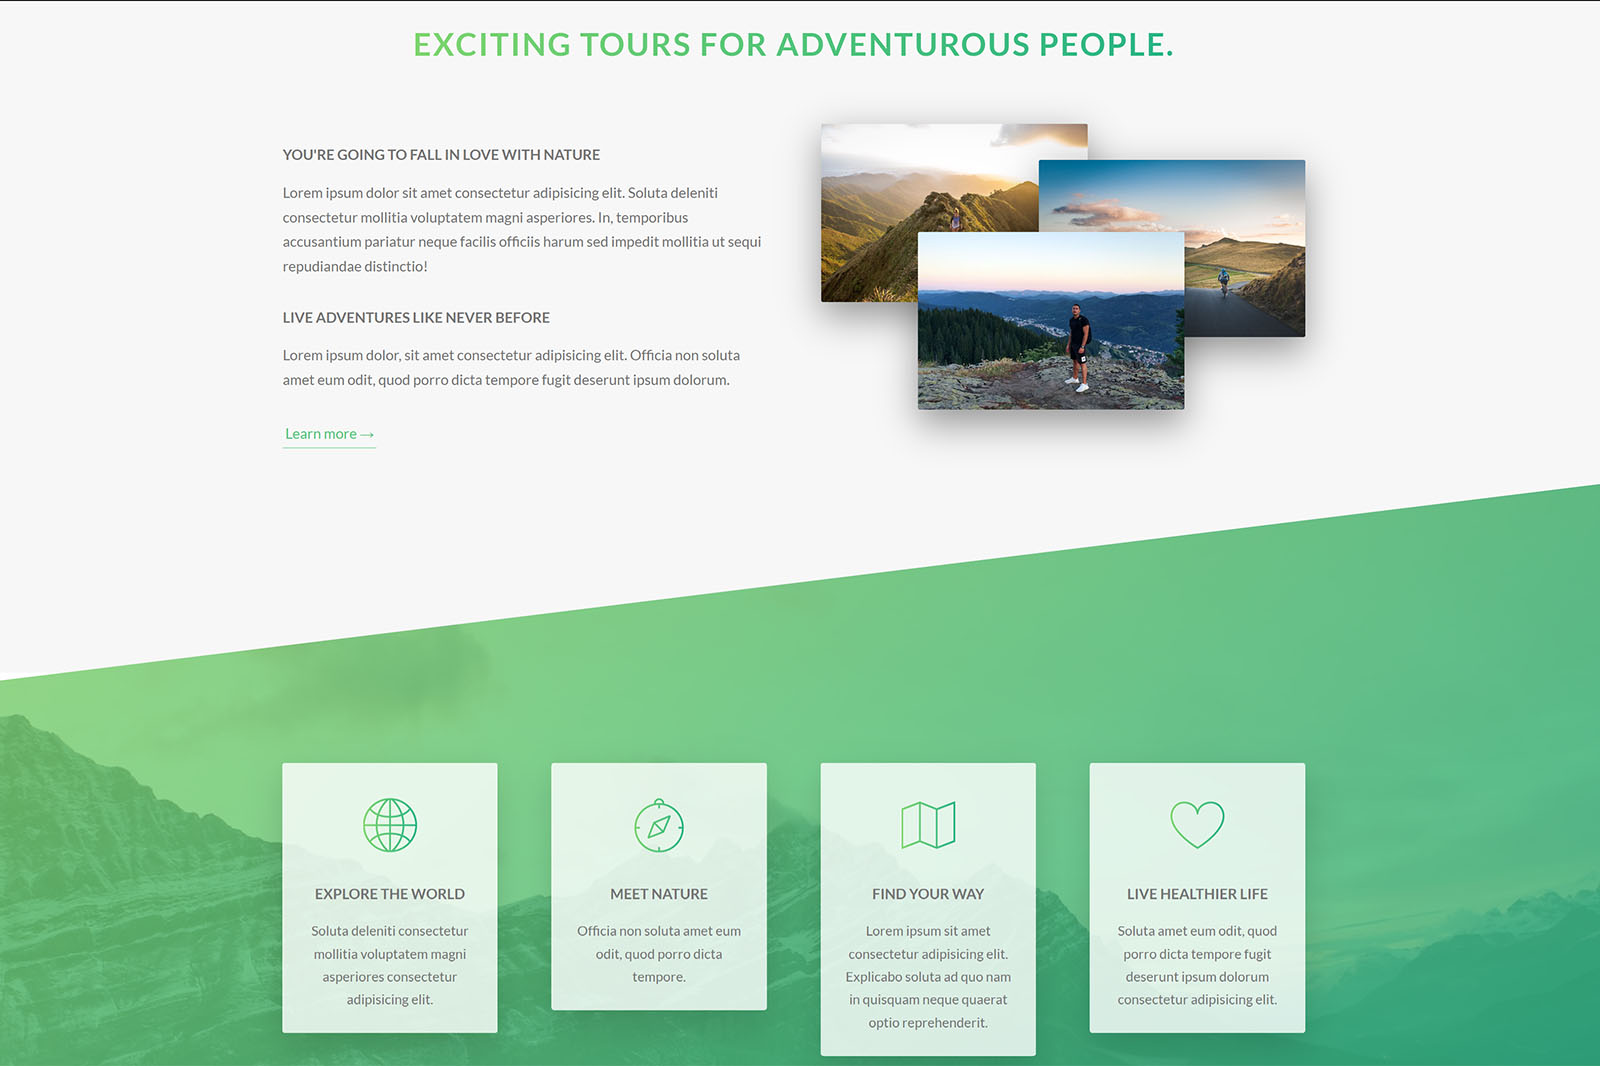 EXCITING TOURS FOR ADVENTUROUS PEOPLE.
YOU'RE GOING TO FALL IN LOVE WITH NATURE
Lorem ipsum dolor sit amet consectetur adipisicing elit. Soluta deleniti
consectetur mollitia voluptatem magni asperiores. In, temporibus
accusantium pariatur neque facilis officiis harum sed impedit mollitia ut sequi
repudiandae distinctio!
LIVE ADVENTURES LIKE NEVER BEFORE
Lorem ipsum dolor, sit amet consectetur adipisicing elit. Officia non soluta
amet eum odit, quod porro dicta tempore fugit deserunt ipsum dolorum.
Learn more →
EXPLORE THE WORLD
Soluta deleniti consectetur
mollitia voluptatem magni
asperiores consectetur
adipisicing elit.
MEET NATURE
Officia non soluta amet eum
odit, quod porro dicta
tempore.
FIND YOUR WAY
Lorem ipsum sit amet
consectetur adipisicing elit.
Explicabo soluta ad quo nam
in quisquam neque quaerat
optio reprehenderit.
LIVE HEALTHIER LIFE
Soluta amet eum odit, quod
porro dicta tempore fugit
deserunt ipsum dolorum
consectetur adipisicing elit.